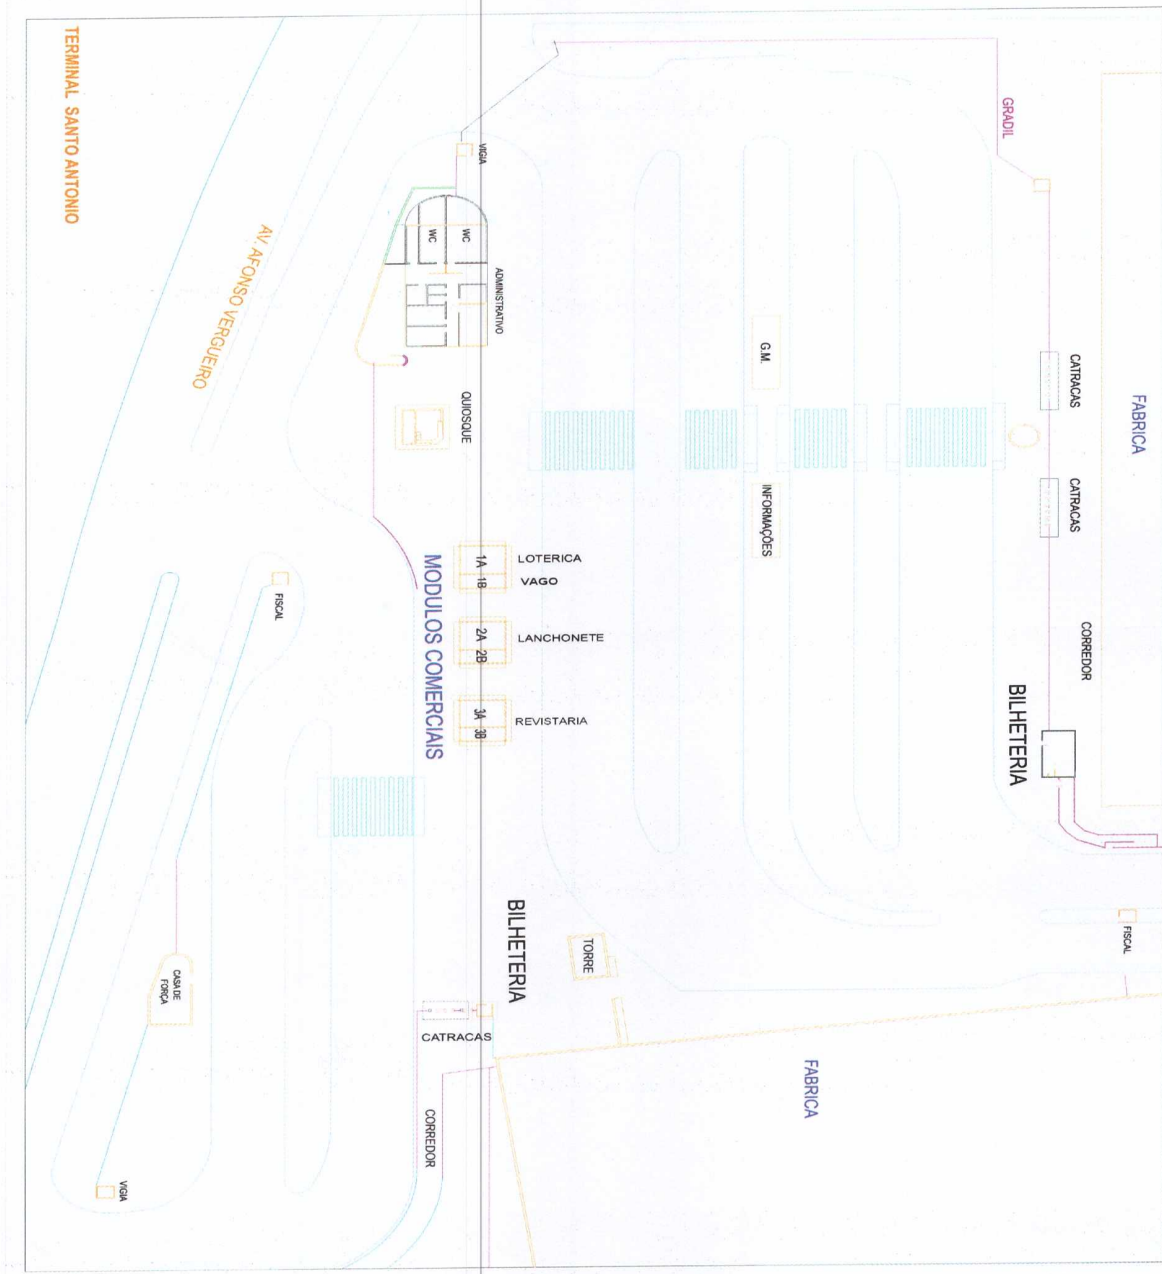 TERMINAL SANTO ANTONIO
AV. AFONSO VERGUEIRO
VIGIA
WC
WC
ADMINISTRATIVO
QUIOSQUE
GRADIL
G.M.
INFORMAÇÕES
CATRACAS
CATRACAS
FABRICA
CORREDOR
BILHETERIA
FISCAL
MODULOS COMERCIAIS
1A 1B
LOTERICA
VAGO
2A 2B
LANCHONETE
3A 3B
REVISTARIA
FISCAL
BILHETERIA
TORRE
CASA DE
FORÇA
CATRACAS
CORREDOR
FABRICA
VIGIA